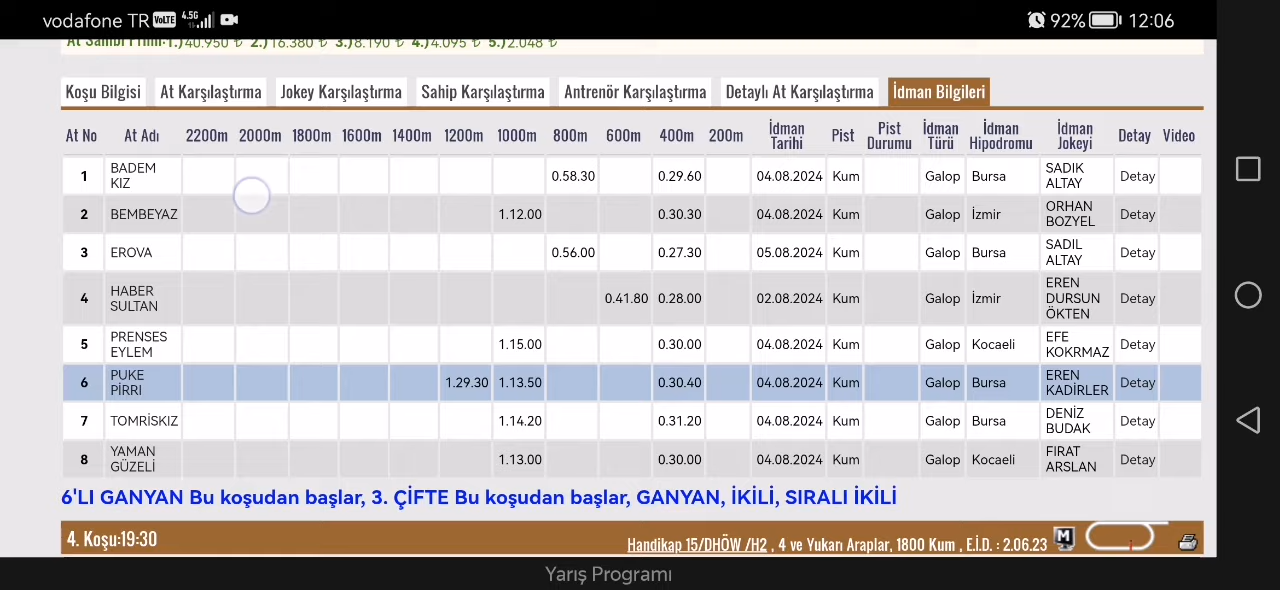 vodafone TR VoLTE 4.5G 92% 12:06
At Sahibi Primi:1.)40.950 ₺ 2.)16.380 ₺ 3.)8.190 ₺ 4.)4.095 ₺ 5.)2.048 ₺
Koşu Bilgisi At Karşılaştırma Jokey Karşılaştırma Sahip Karşılaştırma Antrenör Karşılaştırma Detaylı At Karşılaştırma İdman Bilgileri
At No At Adı 2200m 2000m 1800m 1600m 1400m 1200m 1000m 800m 600m 400m 200m İdman Tarihi Pist Pist Durumu İdman Türü İdman Hipodromu İdman Jokeyi Detay Video
1 BADEM KIZ 0.58.30 0.29.60 04.08.2024 Kum Galop Bursa SADIK ALTAY Detay
2 BEMBEYAZ 1.12.00 0.30.30 04.08.2024 Kum Galop İzmir ORHAN BOZYEL Detay
3 EROVA 0.56.00 0.27.30 05.08.2024 Kum Galop Bursa SADIL ALTAY Detay
4 HABER SULTAN 0.41.80 0.28.00 02.08.2024 Kum Galop İzmir EREN DURSUN ÖKTEN Detay
5 PRENSES EYLEM 1.15.00 0.30.00 04.08.2024 Kum Galop Kocaeli EFE KOKRMAZ Detay
6 PUKE PİRRI 1.29.30 1.13.50 0.30.40 04.08.2024 Kum Galop Bursa EREN KADİRLER Detay
7 TOMRİSKIZ 1.14.20 0.31.20 04.08.2024 Kum Galop Bursa DENİZ BUDAK Detay
8 YAMAN GÜZELİ 1.13.00 0.30.00 04.08.2024 Kum Galop Kocaeli FIRAT ARSLAN Detay
6'LI GANYAN Bu koşudan başlar, 3. ÇİFTE Bu koşudan başlar, GANYAN, İKİLİ, SIRALI İKİLİ
4. Koşu:19:30 Handikap 15/DHÖW /H2 , 4 ve Yukarı Araplar, 1800 Kum , E.İ.D. : 2.06.23 M
Yarış Programı